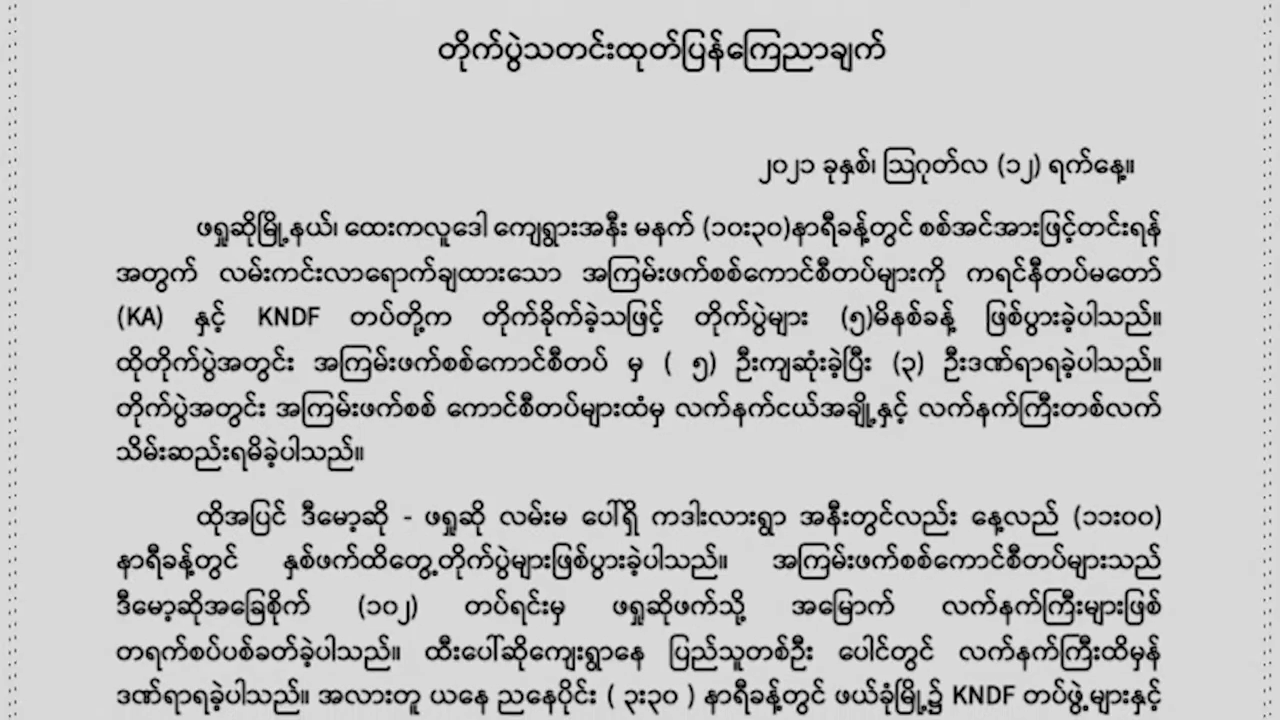 တိုက်ပွဲသတင်းထုတ်ပြန်ကြေညာချက်
၂၀၂၁ ခုနှစ်၊ ဩဂုတ်လ (၁၂) ရက်နေ့။
ဖရူဆိုမြို့နယ်၊ ထေးကလူဒေါ ကျေရွားအနီး မနက် (၁၀း၃၀)နာရီခန့်တွင် စစ်အင်အားဖြင့်တင်းရန်
အတွက် လမ်းကင်းလာရောက်ချထားသော အကြမ်းဖက်စစ်ကောင်စီတပ်များကို ကရင်နီတပ်မတော်
(KA) နှင့် KNDF တပ်တို့က တိုက်ခိုက်ခဲ့သဖြင့် တိုက်ပွဲများ (၅)မိနစ်ခန့် ဖြစ်ပွားခဲ့ပါသည်။
ထိုတိုက်ပွဲအတွင်း အကြမ်းဖက်စစ်ကောင်စီတပ် မှ ( ၅) ဦးကျဆုံးခဲ့ပြီး (၃) ဦးဒဏ်ရာရခဲ့ပါသည်။
တိုက်ပွဲအတွင်း အကြမ်းဖက်စစ် ကောင်စီတပ်များထံမှ လက်နက်ငယ်အချို့နှင့် လက်နက်ကြီးတစ်လက်
သိမ်းဆည်းရမိခဲ့ပါသည်။
ထိုအပြင် ဒီမော့ဆို - ဖရူဆို လမ်းမ ပေါ်ရှိ ကဒါးလားရွာ အနီးတွင်လည်း နေ့လည် (၁၁း၀၀)
နာရီခန့်တွင် နှစ်ဖက်ထိတွေ့တိုက်ပွဲများဖြစ်ပွားခဲ့ပါသည်။ အကြမ်းဖက်စစ်ကောင်စီတပ်များသည်
ဒီမော့ဆိုအခြေစိုက် (၁၀၂) တပ်ရင်းမှ ဖရူဆိုဖက်သို့ အမြောက် လက်နက်ကြီးများဖြစ်
တရက်စပ်ပစ်ခတ်ခဲ့ပါသည်။ ထီးပေါ်ဆိုကျေးရွာနေ ပြည်သူတစ်ဦး ပေါင်တွင် လက်နက်ကြီးထိမှန်
ဒဏ်ရာရခဲ့ပါသည်။ အလားတူ ယနေ ညနေပိုင်း ( ၃း၃၀ ) နာရီခန့်တွင် ဖယ်ခုံမြို့၌ KNDF တပ်ဖွဲ့များနှင့်